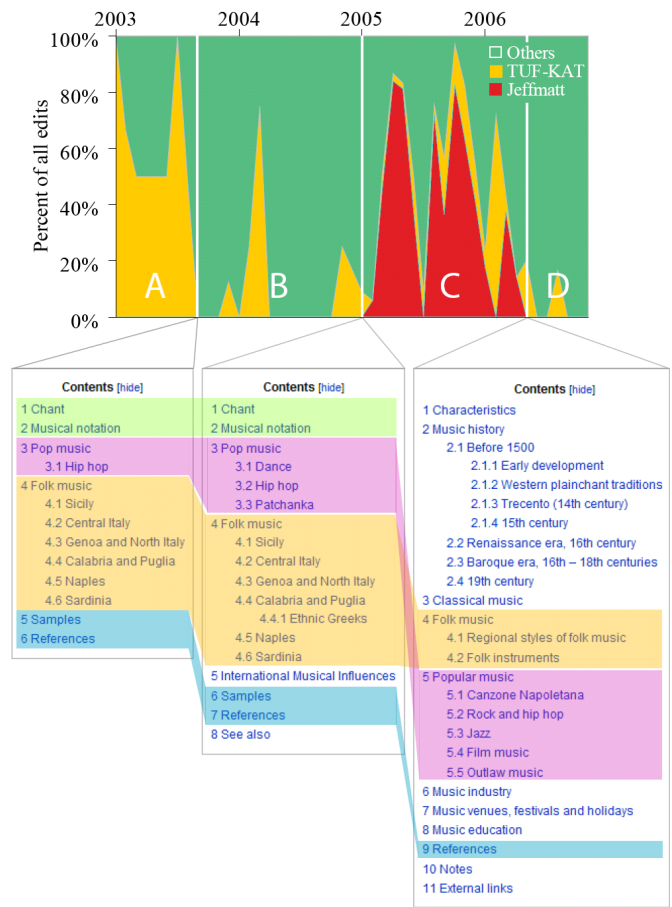 2003 2004 2005 2006
100%
Others
TUF-KAT
Jeffmatt
80%
60%
40%
20%
0%
Percent of all edits
A B C D
Contents [hide]
1 Chant
2 Musical notation
3 Pop music
3.1 Hip hop
4 Folk music
4.1 Sicily
4.2 Central Italy
4.3 Genoa and North Italy
4.4 Calabria and Puglia
4.5 Naples
4.6 Sardinia
5 Samples
6 References
Contents [hide]
1 Chant
2 Musical notation
3 Pop music
3.1 Dance
3.2 Hip hop
3.3 Patchanka
4 Folk music
4.1 Sicily
4.2 Central Italy
4.3 Genoa and North Italy
4.4 Calabria and Puglia
4.4.1 Ethnic Greeks
4.5 Naples
4.6 Sardinia
5 International Musical Influences
6 Samples
7 References
8 See also
Contents [hide]
1 Characteristics
2 Music history
2.1 Before 1500
2.1.1 Early development
2.1.2 Western plainchant traditions
2.1.3 Trecento (14th century)
2.1.4 15th century
2.2 Renaissance era, 16th century
2.3 Baroque era, 16th – 18th centuries
2.4 19th century
3 Classical music
4 Folk music
4.1 Regional styles of folk music
4.2 Folk instruments
5 Popular music
5.1 Canzone Napoletana
5.2 Rock and hip hop
5.3 Jazz
5.4 Film music
5.5 Outlaw music
6 Music industry
7 Music venues, festivals and holidays
8 Music education
9 References
10 Notes
11 External links